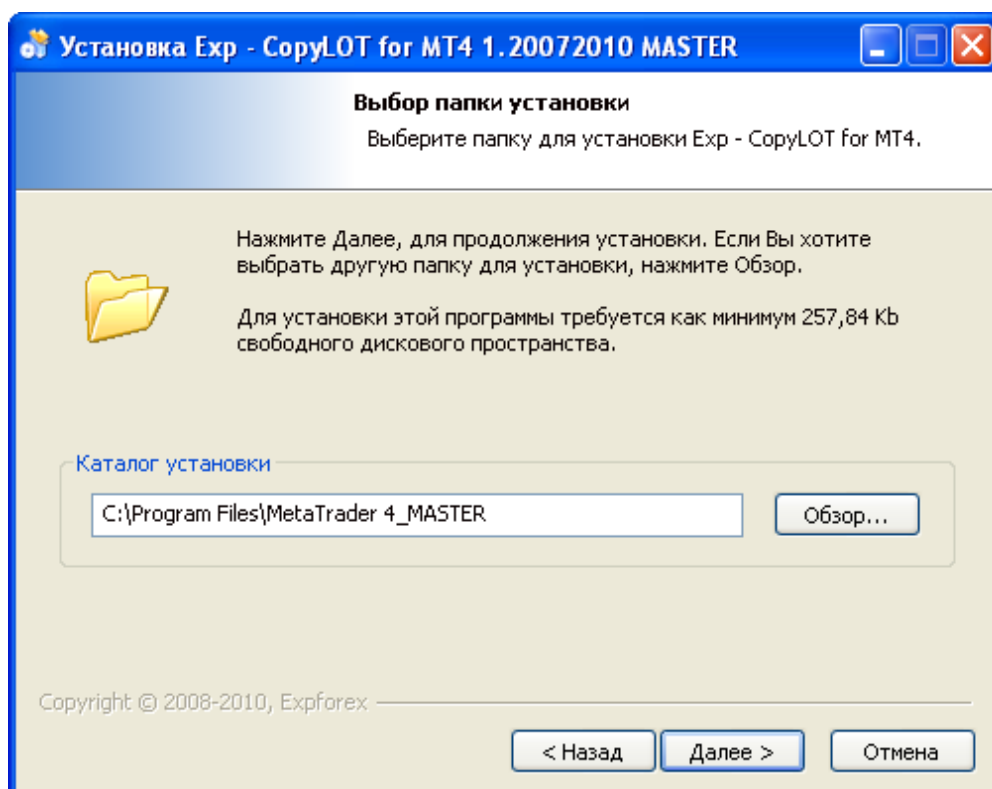 Установка Exp - CopyLOT for MT4 1.20072010 MASTER
Выбор папки установки
Выберите папку для установки Exp - CopyLOT for MT4.
Нажмите Далее, для продолжения установки. Если Вы хотите
выбрать другую папку для установки, нажмите Обзор.
Для установки этой программы требуется как минимум 257,84 Kb
свободного дискового пространства.
Каталог установки
C:\Program Files\MetaTrader 4_MASTER
Обзор...
Copyright © 2008-2010, Expforex
< Назад
Далее >
Отмена